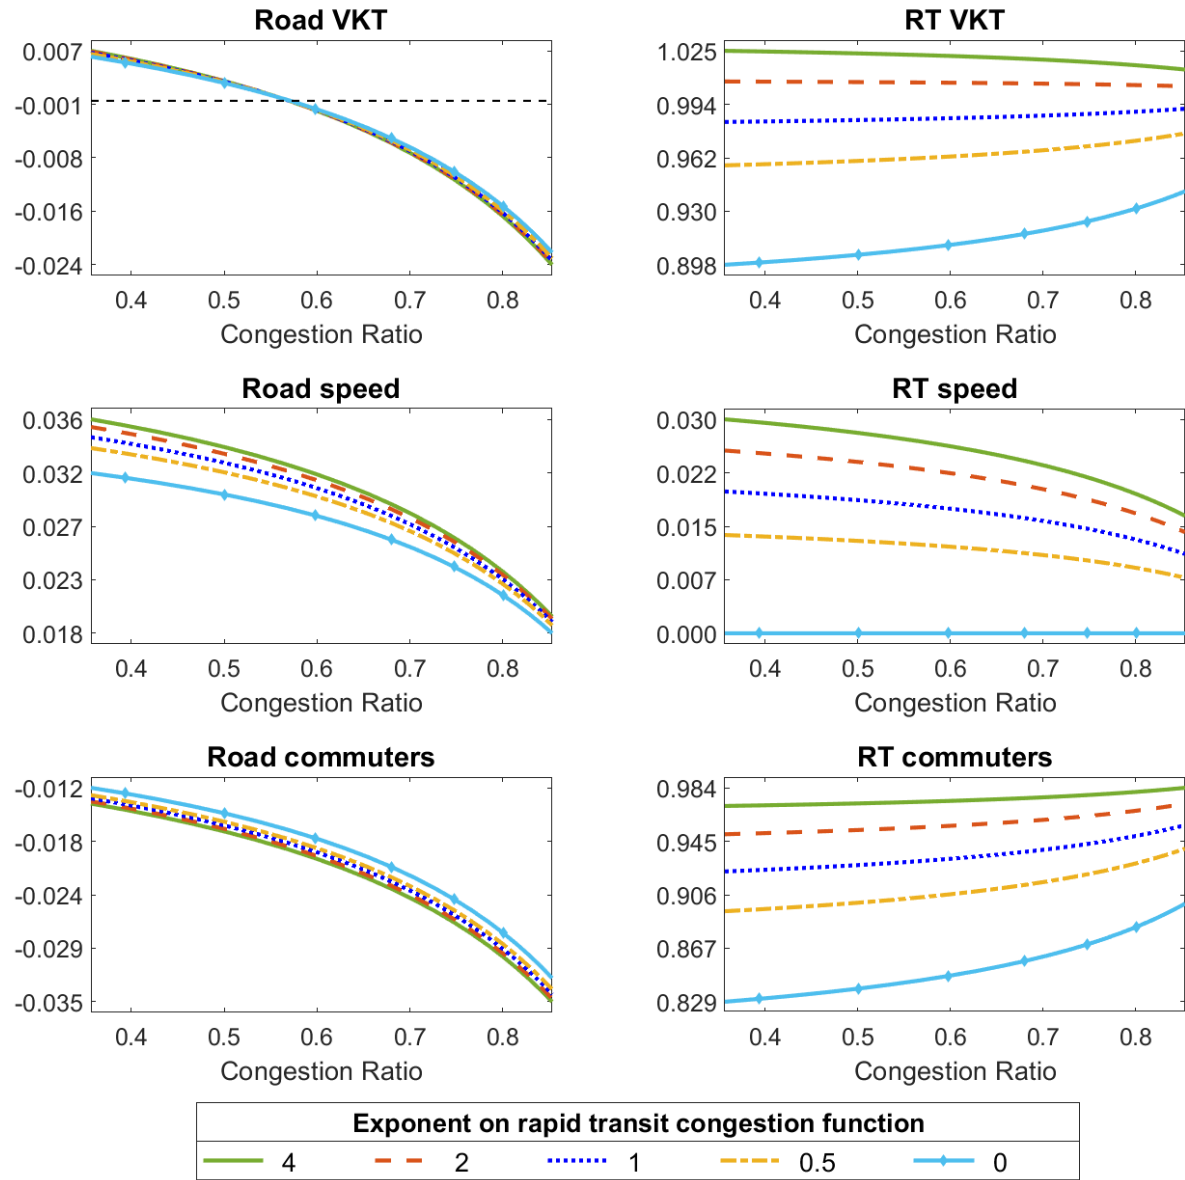 Road VKT
0.007
-0.001
-0.008
-0.016
-0.024
0.4 0.5 0.6 0.7 0.8
Congestion Ratio
RT VKT
1.025
0.994
0.962
0.930
0.898
0.4 0.5 0.6 0.7 0.8
Congestion Ratio
Road speed
0.036
0.032
0.027
0.023
0.018
0.4 0.5 0.6 0.7 0.8
Congestion Ratio
RT speed
0.030
0.022
0.015
0.007
0.000
0.4 0.5 0.6 0.7 0.8
Congestion Ratio
Road commuters
-0.012
-0.018
-0.024
-0.029
-0.035
0.4 0.5 0.6 0.7 0.8
Congestion Ratio
RT commuters
0.984
0.945
0.906
0.867
0.829
0.4 0.5 0.6 0.7 0.8
Congestion Ratio
Exponent on rapid transit congestion function
4 2 1 0.5 0